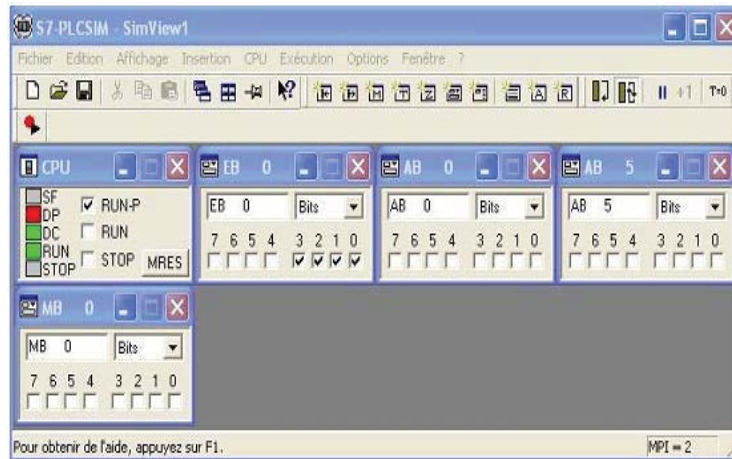 S7-PLCSIM - SimView1
Fichier Edition Affichage Insertion CPU Exécution Options Fenêtre ?
+1 T=0
CPU
SF
DP
DC
RUN
STOP
RUN-P
RUN
STOP
MRES
EB 0
EB 0 Bits
7 6 5 4 3 2 1 0
AB 0
AB 0 Bits
7 6 5 4 3 2 1 0
AB 5
AB 5 Bits
7 6 5 4 3 2 1 0
MB 0
MB 0 Bits
7 6 5 4 3 2 1 0
Pour obtenir de l'aide, appuyez sur F1.
MPI = 2